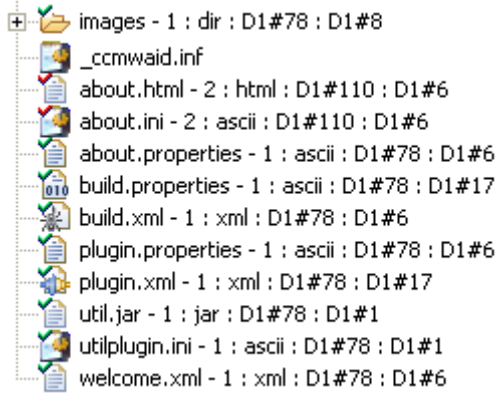 images - 1 : dir : D1#78 : D1#8
_ccmwaid.inf
about.html - 2 : html : D1#110 : D1#6
about.ini - 2 : ascii : D1#110 : D1#6
about.properties - 1 : ascii : D1#78 : D1#6
build.properties - 1 : ascii : D1#78 : D1#17
build.xml - 1 : xml : D1#78 : D1#6
plugin.properties - 1 : ascii : D1#78 : D1#6
plugin.xml - 1 : xml : D1#78 : D1#17
util.jar - 1 : jar : D1#78 : D1#1
utilplugin.ini - 1 : ascii : D1#78 : D1#1
welcome.xml - 1 : xml : D1#78 : D1#6